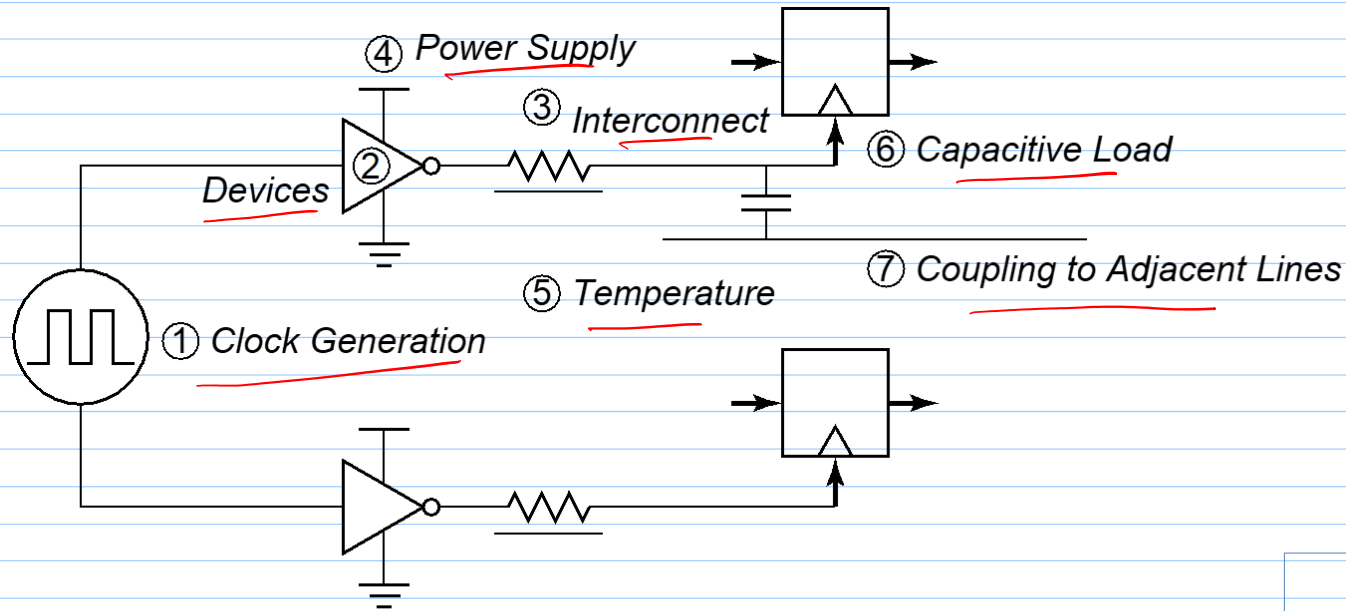 ④ Power Supply
③ Interconnect
② 
⑥ Capacitive Load
Devices
⑦ Coupling to Adjacent Lines
⑤ Temperature
① Clock Generation